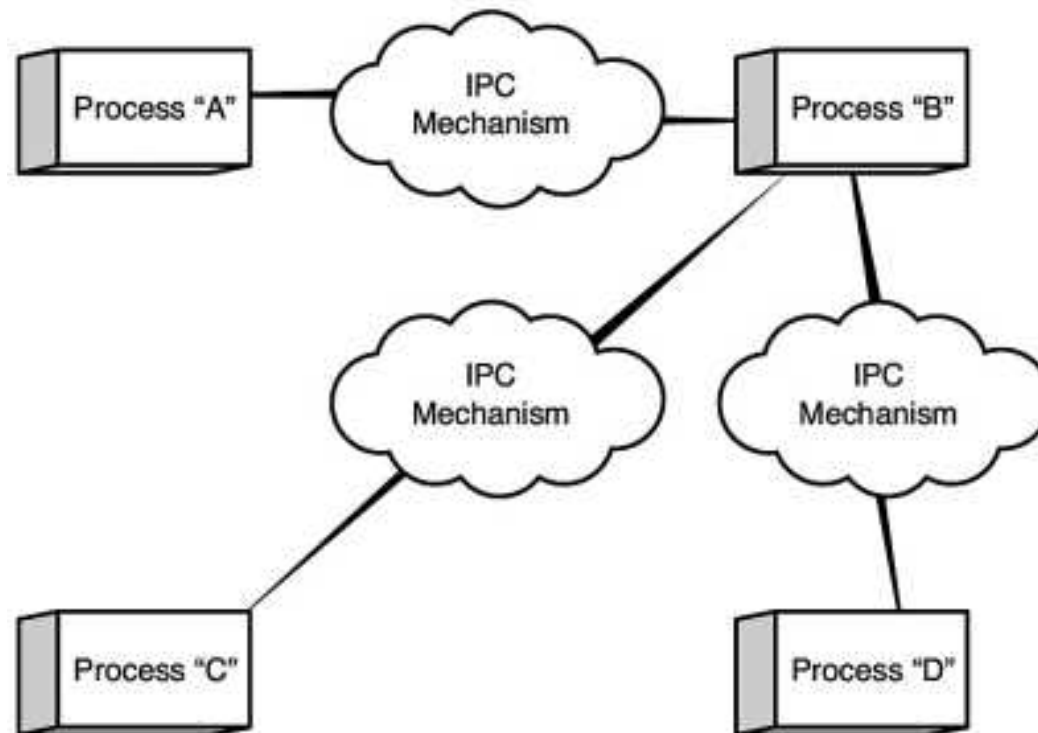 Process “A”
IPC
Mechanism
Process “B”
IPC
Mechanism
IPC
Mechanism
Process “C”
Process “D”